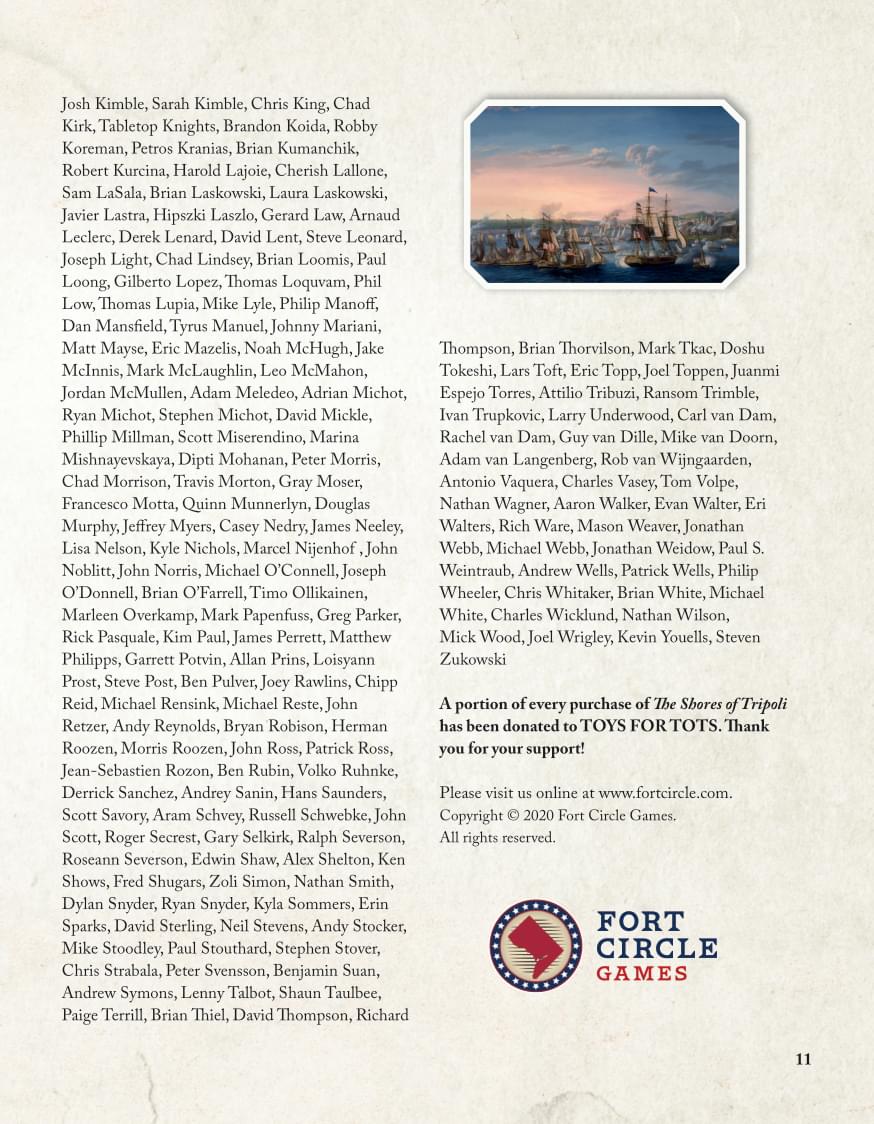 Josh Kimble, Sarah Kimble, Chris King, Chad
Kirk, Tabletop Knights, Brandon Koida, Robby
Koreman, Petros Kranias, Brian Kumanchik,
Robert Kurcina, Harold Lajoie, Cherish Lallone,
Sam LaSala, Brian Laskowski, Laura Laskowski,
Javier Lastra, Hipszki Laszlo, Gerard Law, Arnaud
Leclerc, Derek Lenard, David Lent, Steve Leonard,
Joseph Light, Chad Lindsey, Brian Loomis, Paul
Loong, Gilberto Lopez, Thomas Loquvam, Phil
Low, Thomas Lupia, Mike Lyle, Philip Manoff,
Dan Mansfield, Tyrus Manuel, Johnny Mariani,
Matt Mayse, Eric Mazelis, Noah McHugh, Jake
McInnis, Mark McLaughlin, Leo McMahon,
Jordan McMullen, Adam Meledeo, Adrian Michot,
Ryan Michot, Stephen Michot, David Mickle,
Phillip Millman, Scott Miserendino, Marina
Mishnayevskaya, Dipti Mohanan, Peter Morris,
Chad Morrison, Travis Morton, Gray Moser,
Francesco Motta, Quinn Munnerlyn, Douglas
Murphy, Jeffrey Myers, Casey Nedry, James Neeley,
Lisa Nelson, Kyle Nichols, Marcel Nijenhof , John
Noblitt, John Norris, Michael O’Connell, Joseph
O’Donnell, Brian O’Farrell, Timo Ollikainen,
Marleen Overkamp, Mark Papenfuss, Greg Parker,
Rick Pasquale, Kim Paul, James Perrett, Matthew
Philipps, Garrett Potvin, Allan Prins, Loisyann
Prost, Steve Post, Ben Pulver, Joey Rawlins, Chipp
Reid, Michael Rensink, Michael Reste, John
Retzer, Andy Reynolds, Bryan Robison, Herman
Roozen, Morris Roozen, John Ross, Patrick Ross,
Jean-Sebastien Rozon, Ben Rubin, Volko Ruhnke,
Derrick Sanchez, Andrey Sanin, Hans Saunders,
Scott Savory, Aram Schvey, Russell Schwebke, John
Scott, Roger Secrest, Gary Selkirk, Ralph Severson,
Roseann Severson, Edwin Shaw, Alex Shelton, Ken
Shows, Fred Shugars, Zoli Simon, Nathan Smith,
Dylan Snyder, Ryan Snyder, Kyla Sommers, Erin
Sparks, David Sterling, Neil Stevens, Andy Stocker,
Mike Stoodley, Paul Stouthard, Stephen Stover,
Chris Strabala, Peter Svensson, Benjamin Suan,
Andrew Symons, Lenny Talbot, Shaun Taulbee,
Paige Terrill, Brian Thiel, David Thompson, Richard
Thompson, Brian Thorvilson, Mark Tkac, Doshu
Tokeshi, Lars Toft, Eric Topp, Joel Toppen, Juanmi
Espejo Torres, Attilio Tribuzi, Ransom Trimble,
Ivan Trupkovic, Larry Underwood, Carl van Dam,
Rachel van Dam, Guy van Dille, Mike van Doorn,
Adam van Langenberg, Rob van Wijngaarden,
Antonio Vaquera, Charles Vasey, Tom Volpe,
Nathan Wagner, Aaron Walker, Evan Walter, Eri
Walters, Rich Ware, Mason Weaver, Jonathan
Webb, Michael Webb, Jonathan Weidow, Paul S.
Weintraub, Andrew Wells, Patrick Wells, Philip
Wheeler, Chris Whitaker, Brian White, Michael
White, Charles Wicklund, Nathan Wilson,
Mick Wood, Joel Wrigley, Kevin Youells, Steven
Zukowski
A portion of every purchase of The Shores of Tripoli
has been donated to TOYS FOR TOTS. Thank
you for your support!
Please visit us online at www.fortcircle.com.
Copyright © 2020 Fort Circle Games.
All rights reserved.
FORT
CIRCLE
GAMES
11